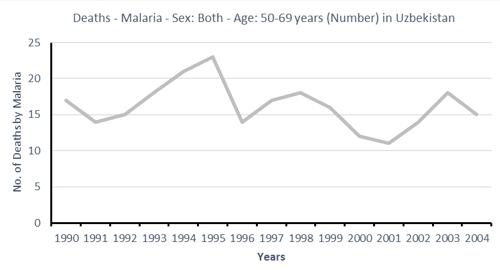 Deaths - Malaria - Sex: Both - Age: 50-69 years (Number) in Uzbekistan
No. of Deaths by Malaria
25
20
15
10
5
0
1990 1991 1992 1993 1994 1995 1996 1997 1998 1999 2000 2001 2002 2003 2004
Years